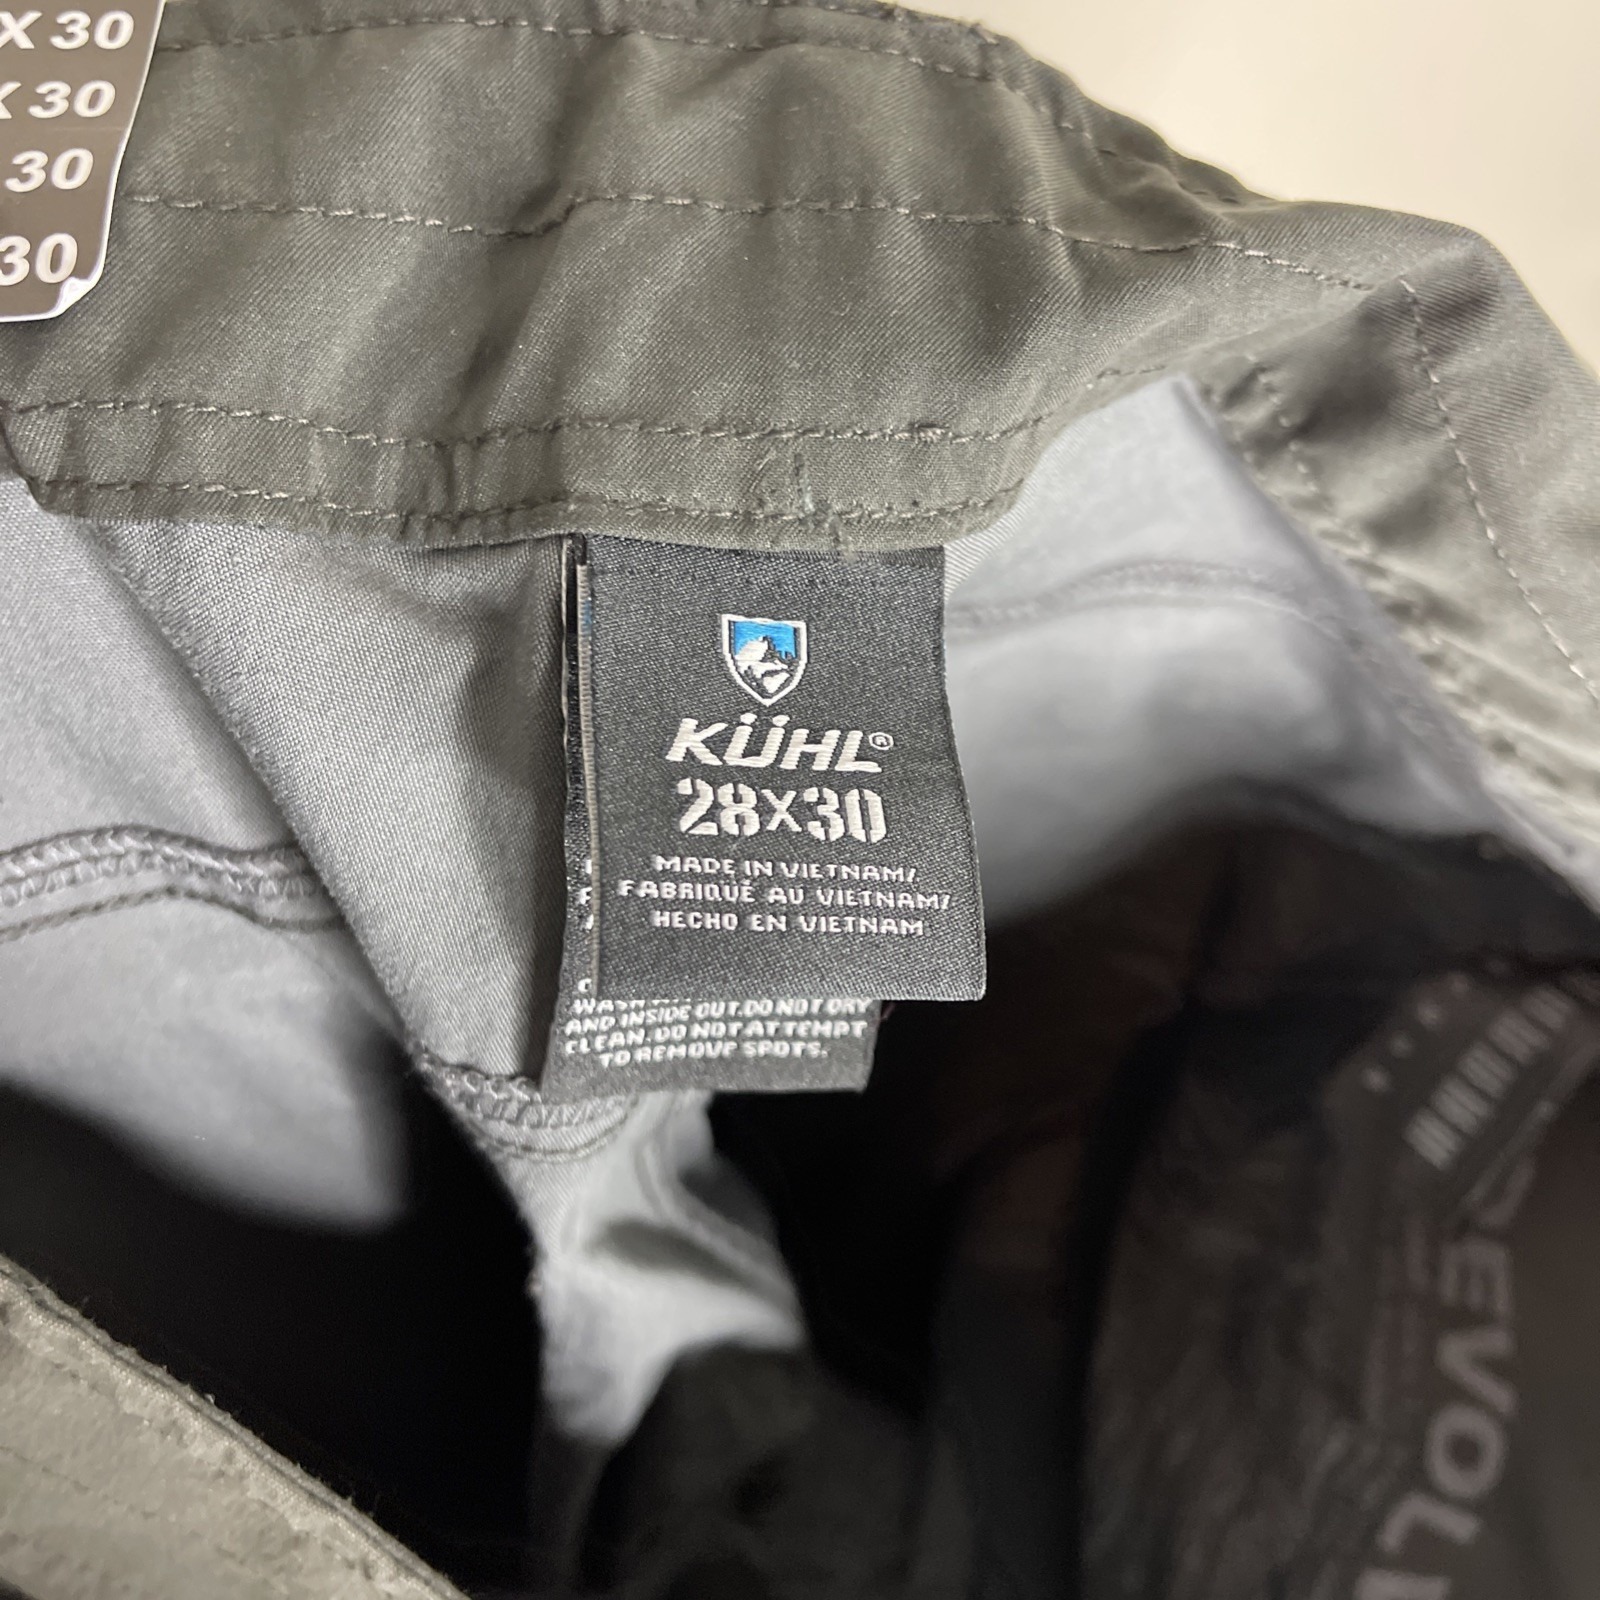 X 30
X 30
30
30
KÜHL®
28X30
MADE IN VIETNAM/
FABRIQUÉ AU VIETNAM/
HECHO EN VIETNAM
WASH
AND INSIDE OUT. DO NOT DRY
CLEAN. DO NOT ATTEMPT
TO REMOVE SPOTS.